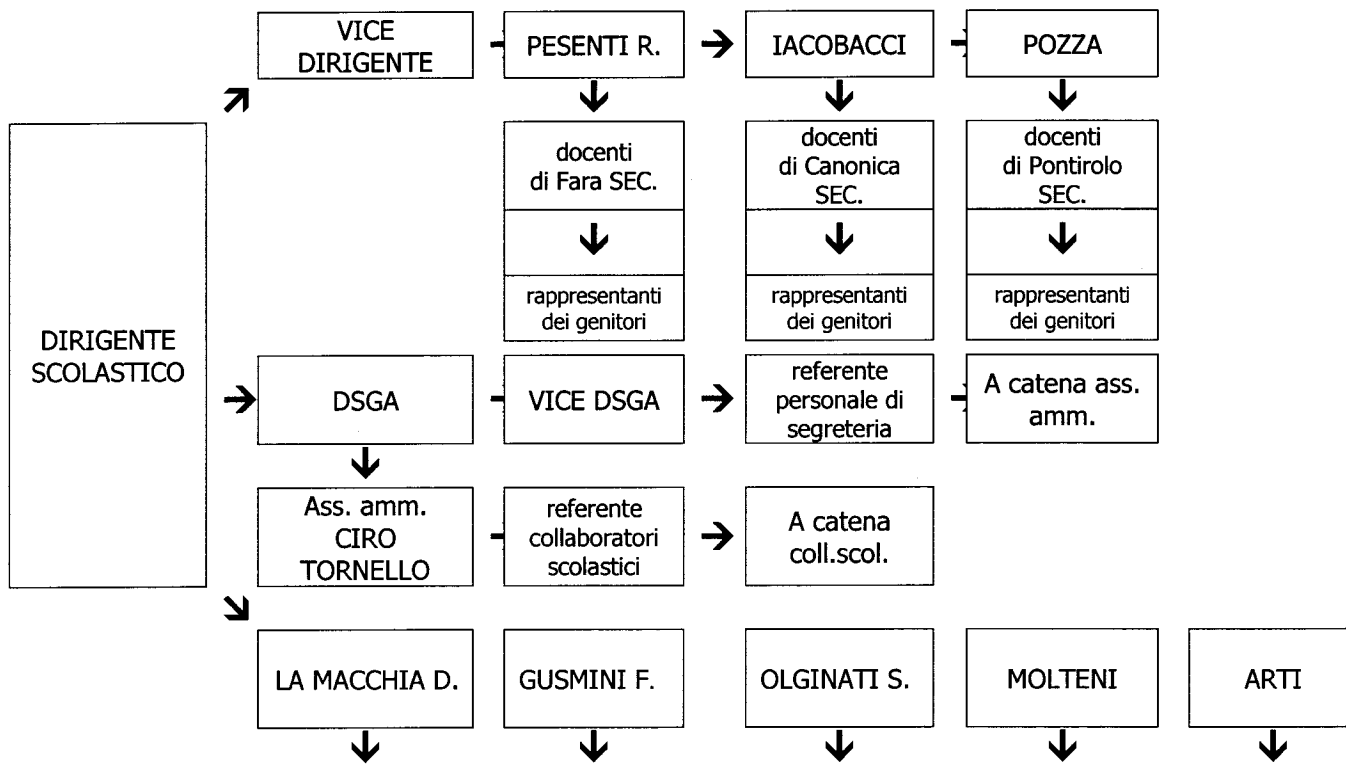 VICE
DIRIGENTE
PESENTI R.
IACOBACCI
POZZA
docenti
di Fara SEC.
docenti
di Canonica
SEC.
docenti
di Pontirolo
SEC.
rappresentanti
dei genitori
rappresentanti
dei genitori
rappresentanti
dei genitori
DIRIGENTE
SCOLASTICO
DSGA
VICE DSGA
referente
personale di
segreteria
A catena ass.
amm.
Ass. amm.
CIRO
TORNELLO
referente
collaboratori
scolastici
A catena
coll.scol.
LA MACCHIA D.
GUSMINI F.
OLGINATI S.
MOLTENI
ARTI